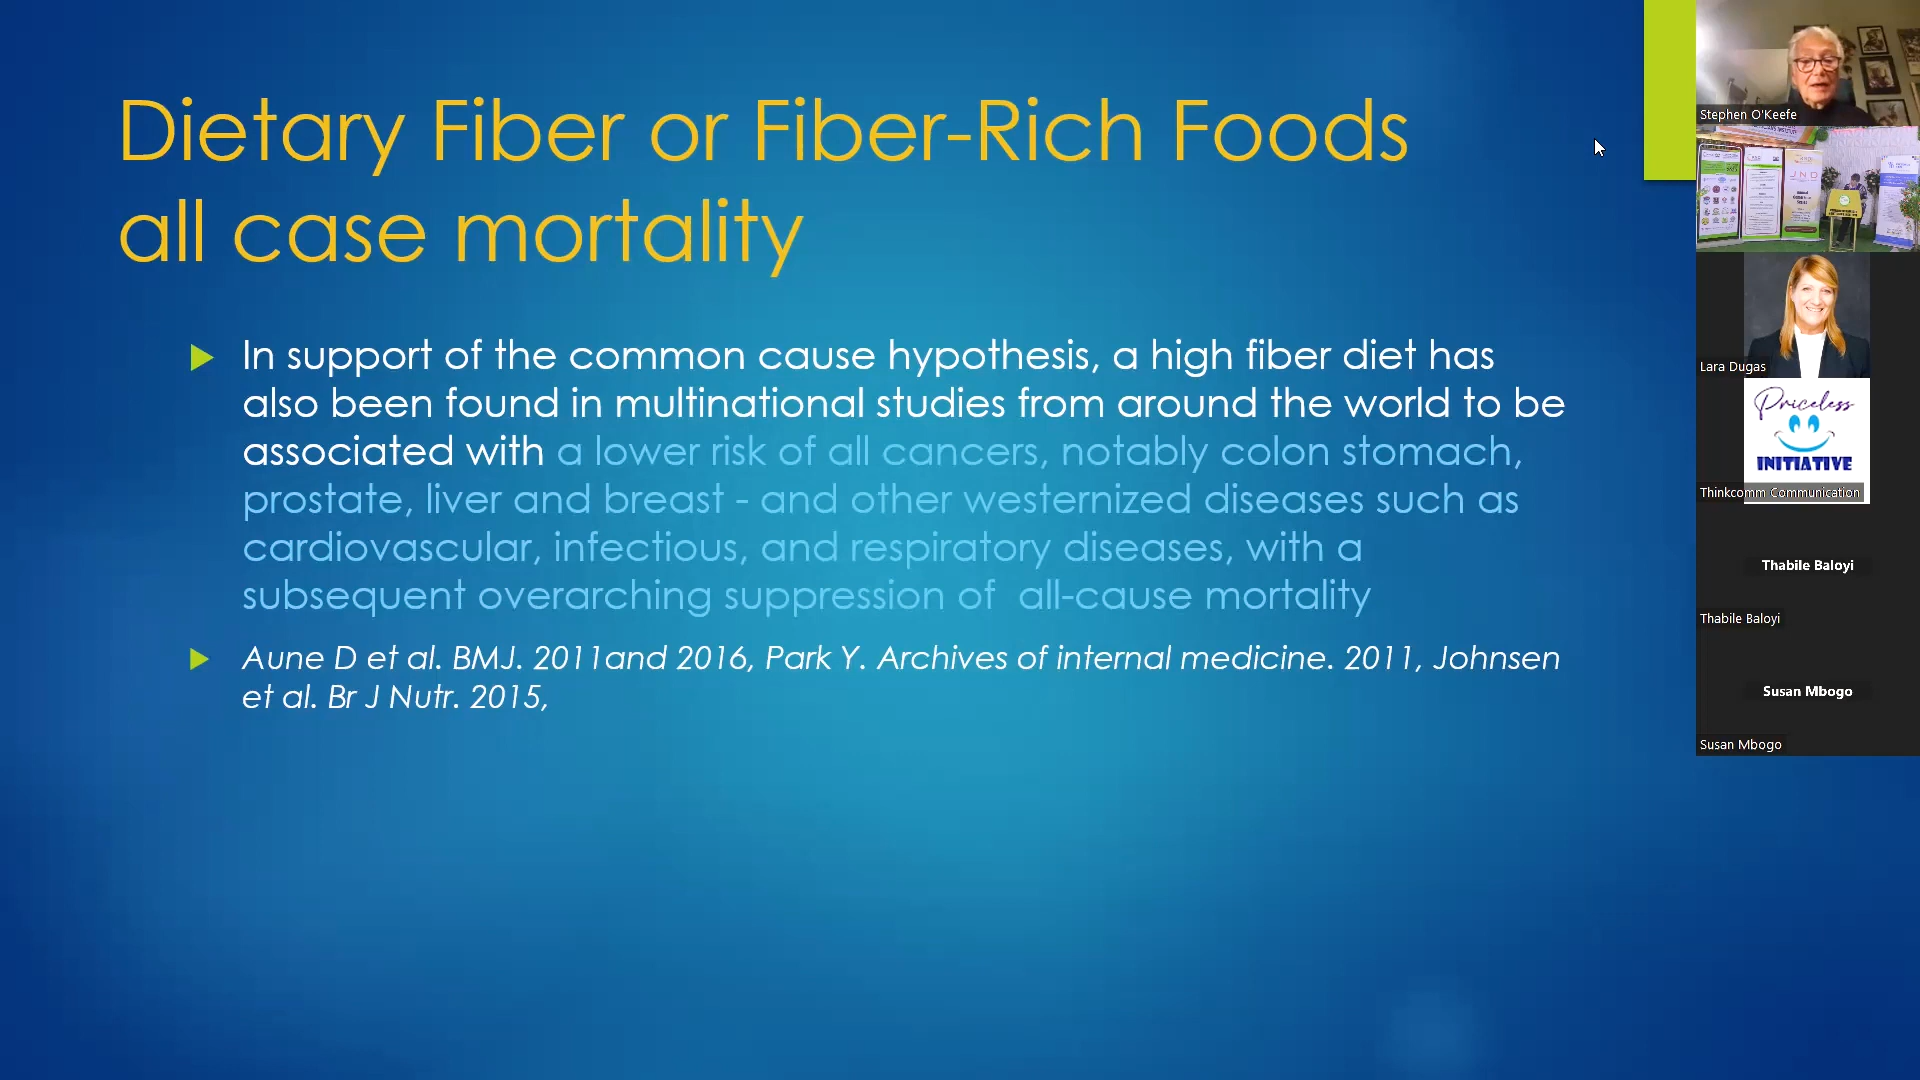 Dietary Fiber or Fiber-Rich Foods
all case mortality
In support of the common cause hypothesis, a high fiber diet has
also been found in multinational studies from around the world to be
associated with a lower risk of all cancers, notably colon stomach,
prostate, liver and breast - and other westernized diseases such as
cardiovascular, infectious, and respiratory diseases, with a
subsequent overarching suppression of all-cause mortality
Aune D et al. BMJ. 2011and 2016, Park Y. Archives of internal medicine. 2011, Johnsen
et al. Br J Nutr. 2015,
Stephen O'Keefe
JND
Lara Dugas
Priceless
INITIATIVE
Thinkcomm Communication
Thabile Baloyi
Thabile Baloyi
Susan Mbogo
Susan Mbogo